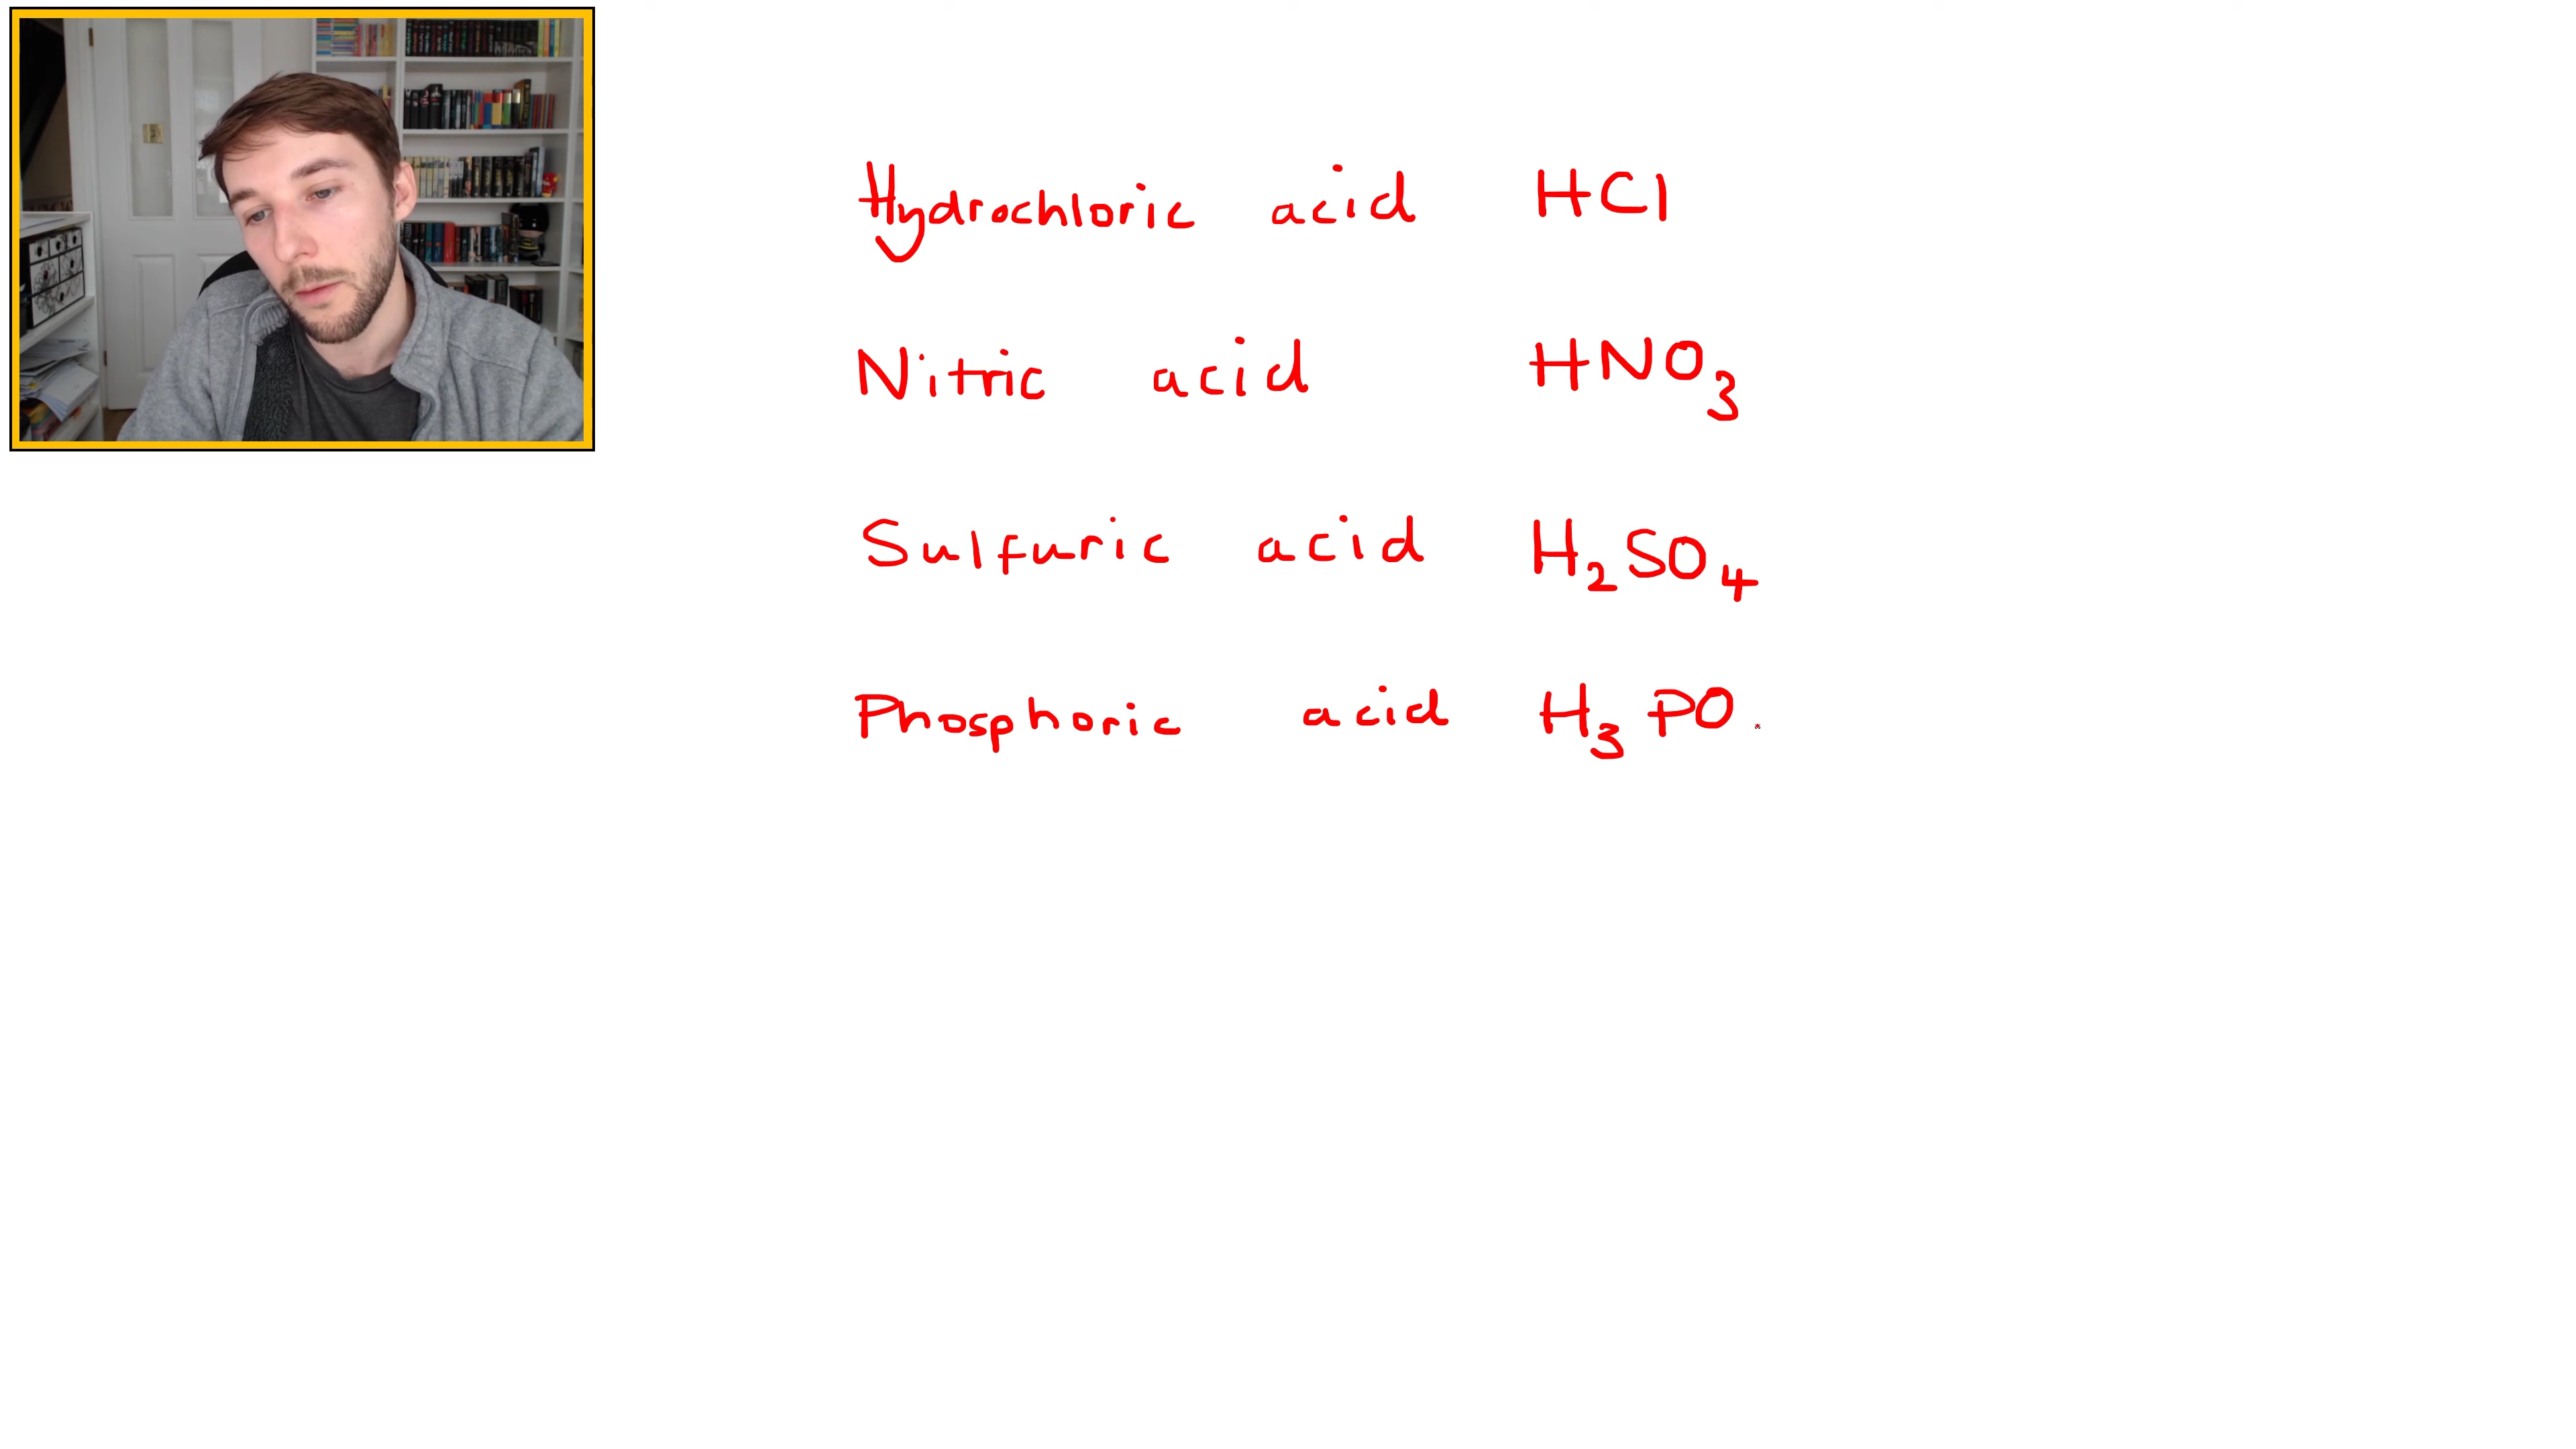 Hydrochloric acid HCl
Nitric acid HNO₃
Sulfuric acid H₂SO₄
Phosphoric acid H₃PO.